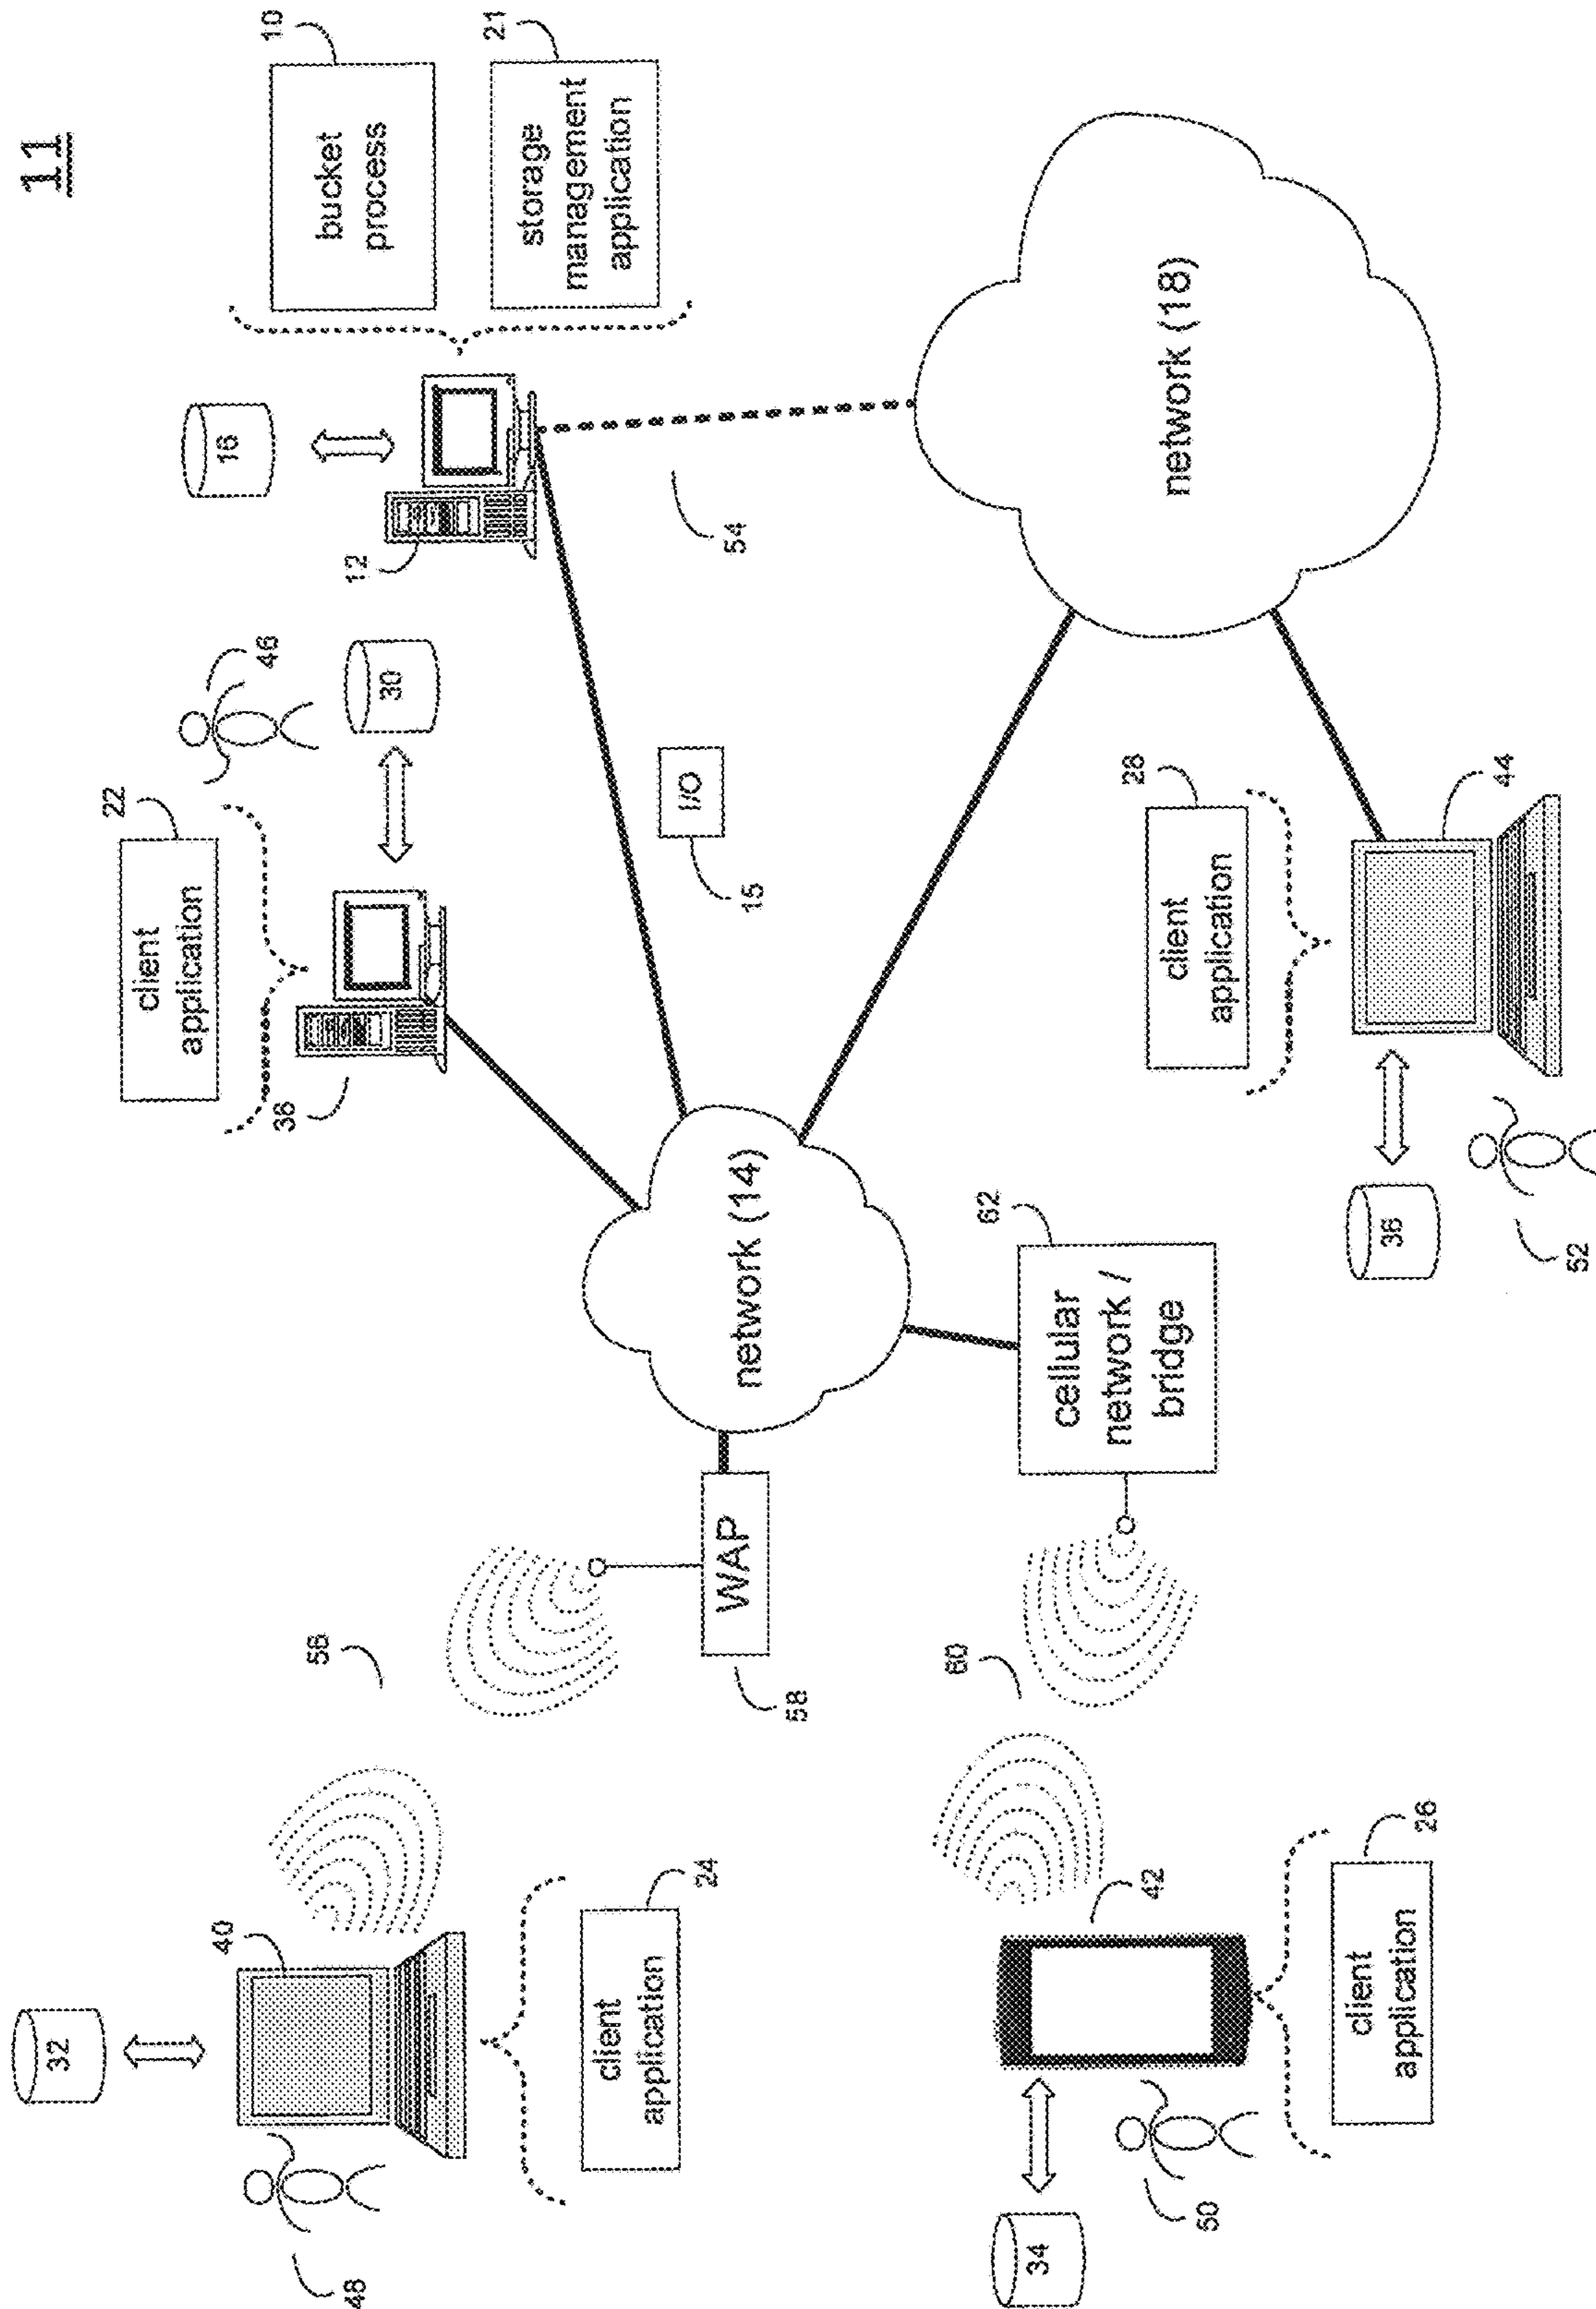 11
10
bucket
process
21
storage
management
application
16
12
54
46
30
22
client
application
38
I/O
15
network (18)
28
client
application
44
36
52
network (14)
62
cellular
network /
bridge
WAP
58
56
60
32
40
48
24
client
application
42
34
50
26
client
application